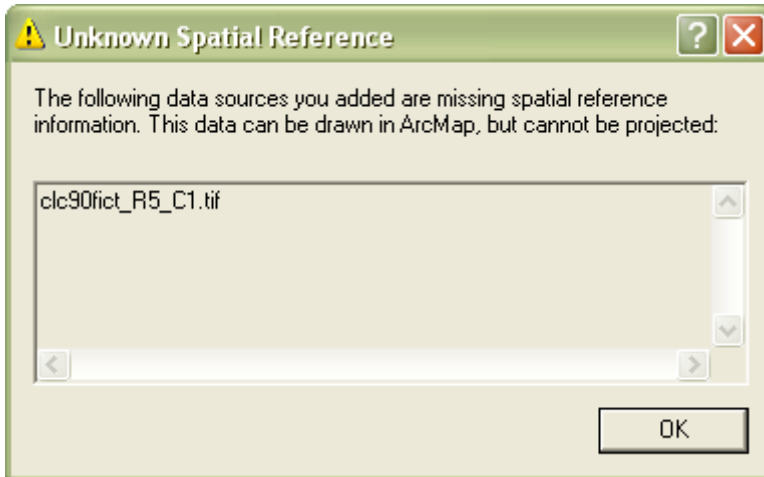 Unknown Spatial Reference
The following data sources you added are missing spatial reference
information. This data can be drawn in ArcMap, but cannot be projected:
clc90fict_R5_C1.tif
OK